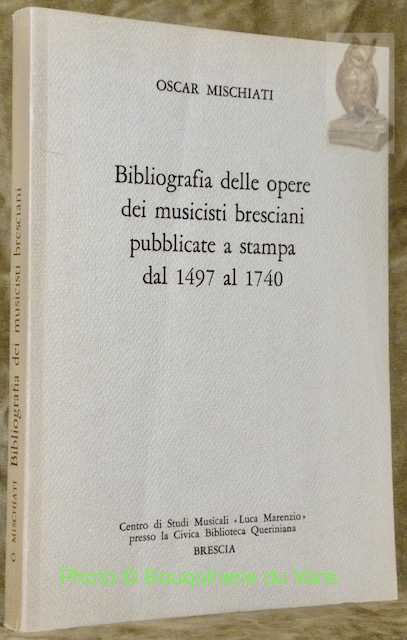 OSCAR MISCHIATI
Bibliografia delle opere
dei musicisti bresciani
pubblicate a stampa
dal 1497 al 1740
Centro di Studi Musicali «Luca Marenzio»
presso la Civica Biblioteca Queriniana
BRESCIA
O MISCHIATI Bibliografia dei musicisti bresciani
Photo © Bouquinerie du Varis